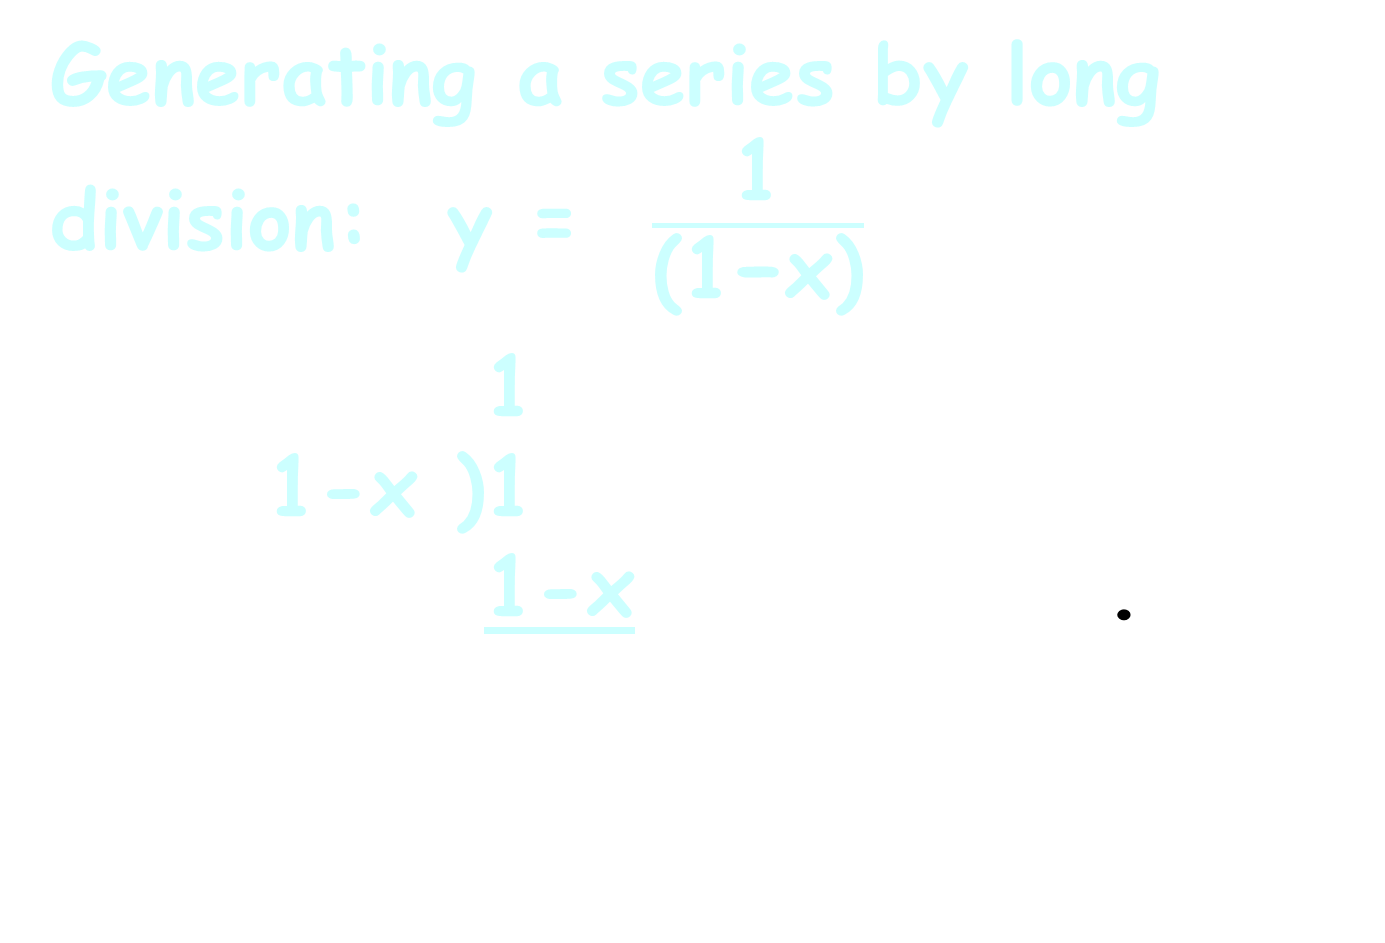 Generating a series by long
division: y = 1/(1-x)
1
1-x )1
1-x